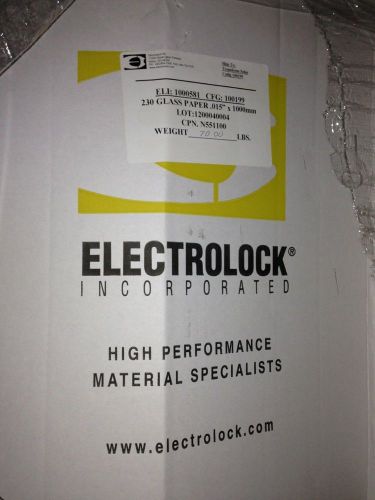 ELI: 1000581 CFG: 100199
230 GLASS PAPER .015" x 1000mm
LOT:1200040004
CPN. N551100
WEIGHT 70.00 LBS.
ELECTROLOCK®
INCORPORATED
HIGH PERFORMANCE
MATERIAL SPECIALISTS
www.electrolock.com